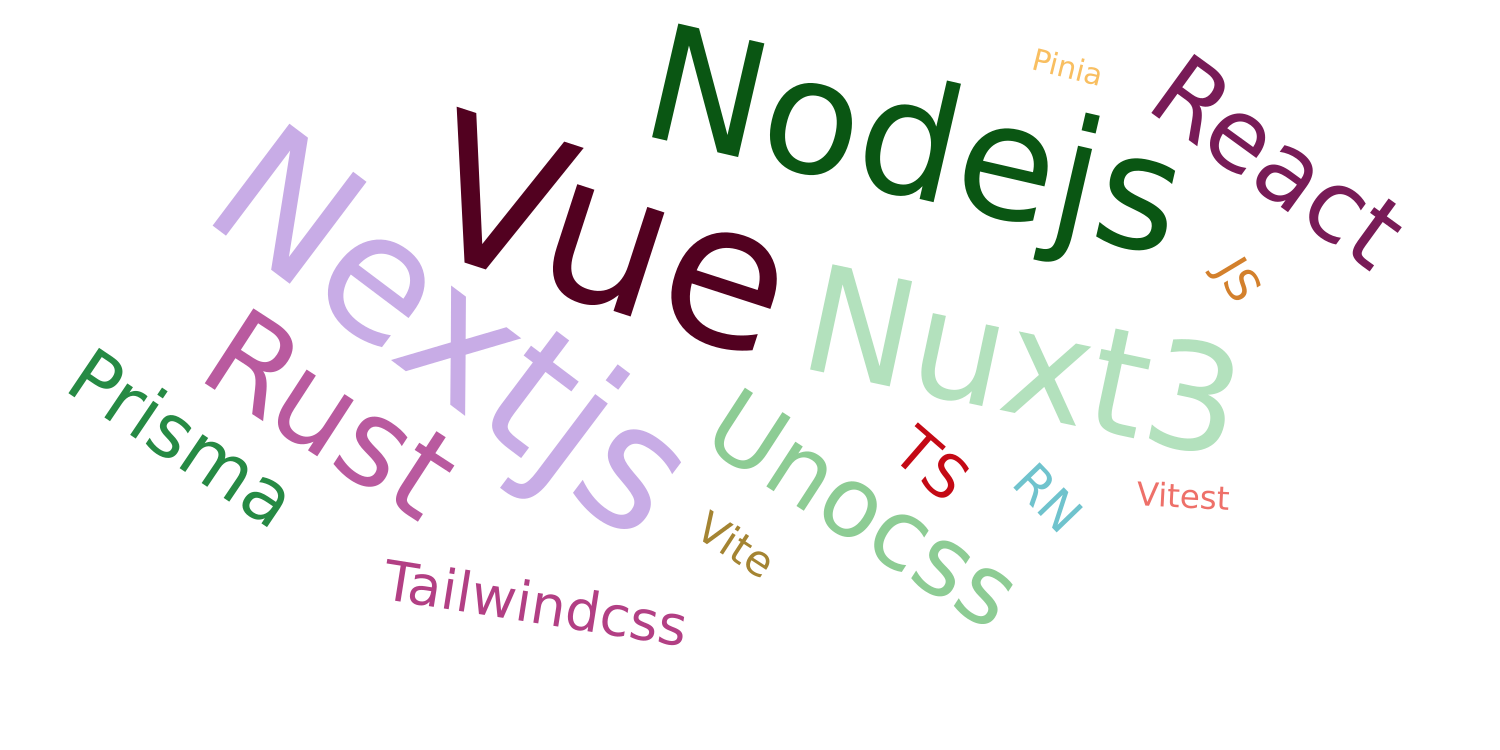 Nodejs
Pinia
React
Vue
Nextjs
JS
Nuxt3
Rust
Prisma
Unocss
TS
RN
Vitest
Vite
Tailwindcss